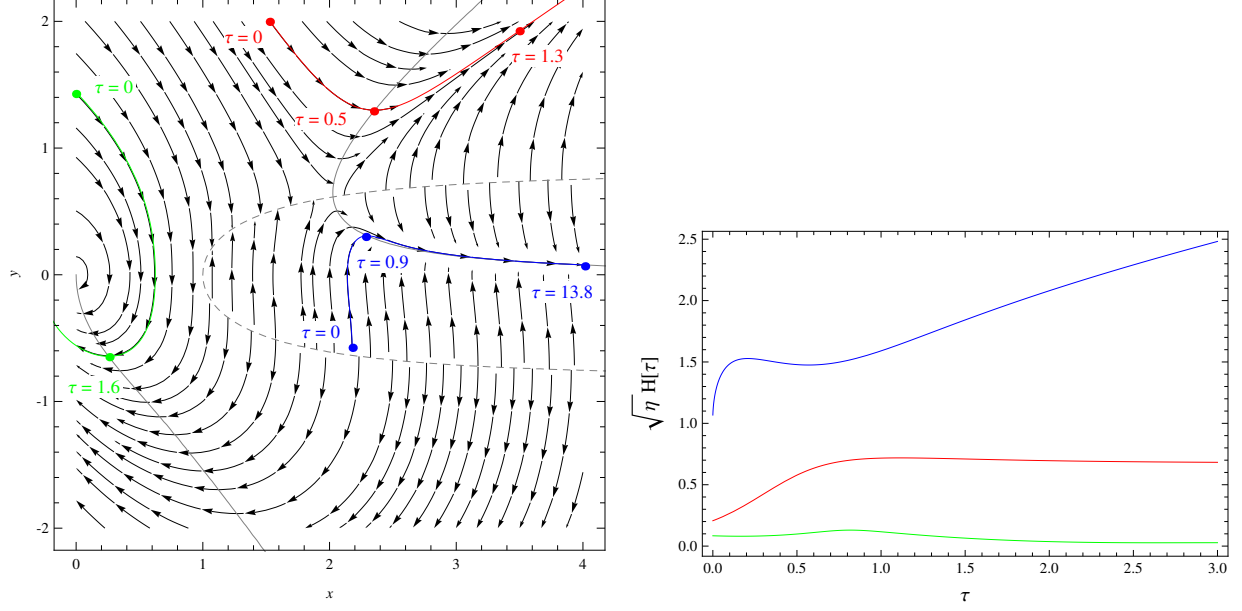 2
1
0
-1
-2
y
τ = 0
τ = 0
τ = 0.5
τ = 1.3
τ = 0.9
τ = 13.8
τ = 0
τ = 1.6
0 1 2 3 4
x
2.5
2.0
1.5
1.0
0.5
0.0
√η H[τ]
0.0 0.5 1.0 1.5 2.0 2.5 3.0
τ